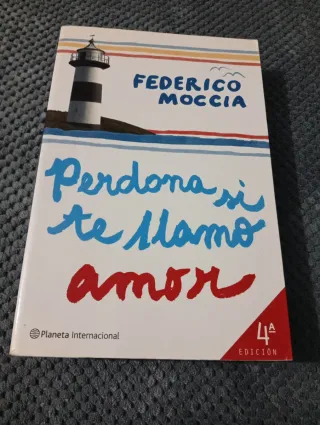 FEDERICO
MOCCIA
Perdona si
te llamo
amor
Planeta Internacional
4ª
EDICIÓN